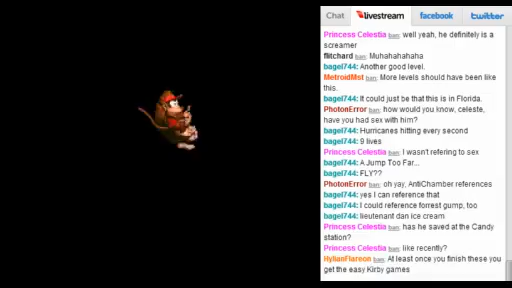 Chat livestream facebook twitter
Princess Celestia ban: well yeah, he definitely is a
screamer
flitchard ban: Muhahahahaha
bagel744: Another good level.
MetroidMst ban: More levels should have been like
this.
bagel744: It could just be that this is in Florida.
PhotonError ban: how would you know, celeste,
have you had sex with him?
bagel744: Hurricanes hitting every second
bagel744: 9 lives
Princess Celestia ban: I wasn't refering to sex
bagel744: A Jump Too Far...
bagel744: FLY??
PhotonError ban: oh yay, AntiChamber references
bagel744: yes I can reference that
bagel744: I could reference forrest gump, too
bagel744: lieutenant dan ice cream
Princess Celestia ban: has he saved at the Candy
station?
Princess Celestia ban: like recently?
HylianFlareon ban: At least once you finish these you
get the easy Kirby games